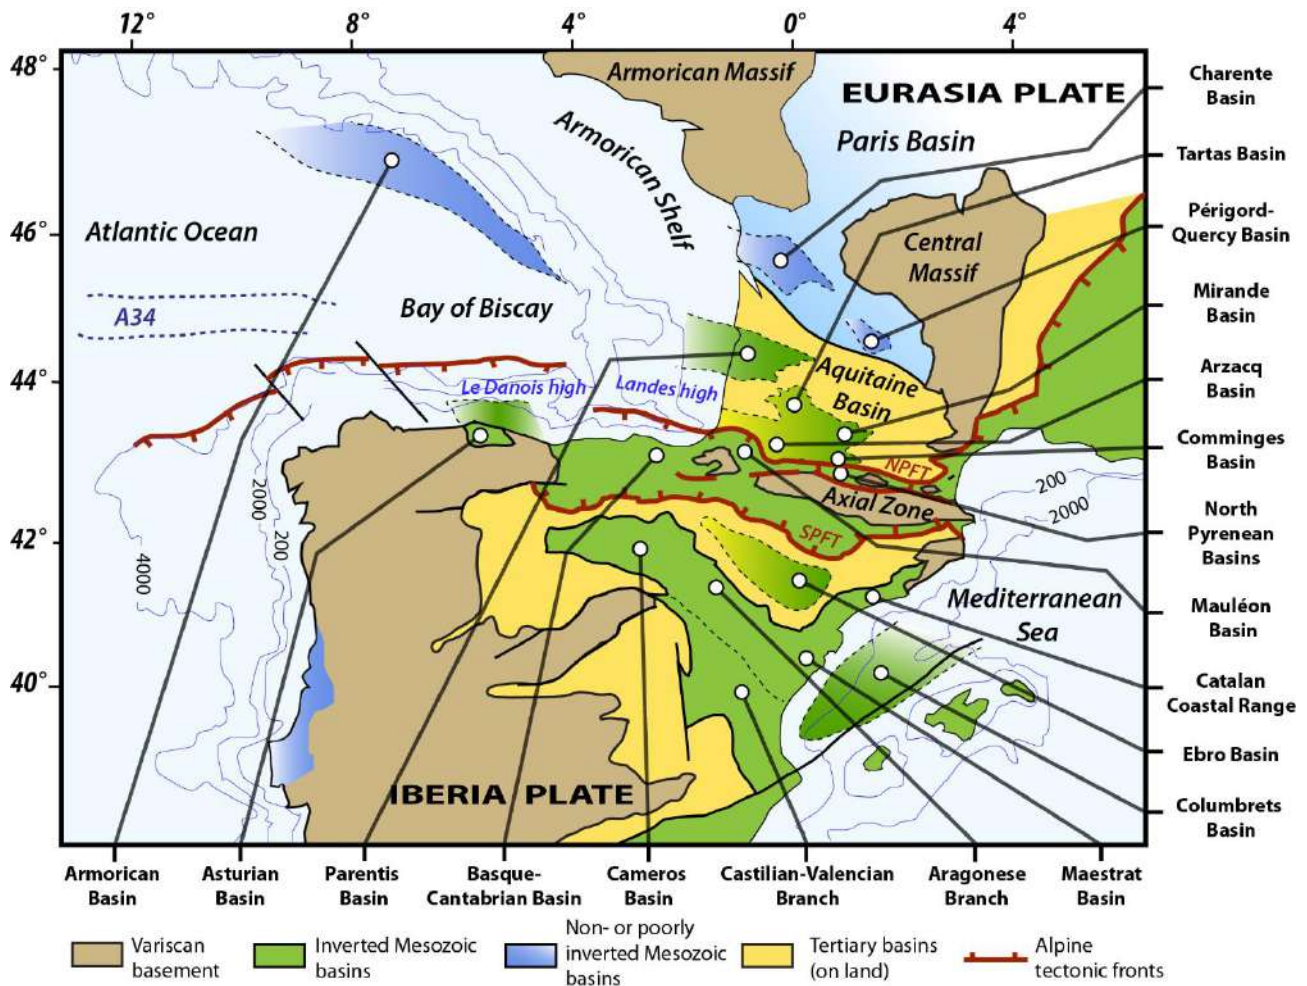 12°
8°
4°
0°
4°
48°
46°
44°
42°
40°
Armorican Massif
EURASIA PLATE
Paris Basin
Armorican Shelf
Atlantic Ocean
Central
Massif
A34
Bay of Biscay
Le Danois high
Landes high
Aquitaine
Basin
NPFT
Axial Zone
SPFT
200
2000
2000
200
4000
Mediterranean
Sea
IBERIA PLATE
Charente
Basin
Tartas Basin
Périgord-
Quercy Basin
Mirande
Basin
Arzacq
Basin
Comminges
Basin
North
Pyrenean
Basins
Mauléon
Basin
Catalan
Coastal Range
Ebro Basin
Columbrets
Basin
Armorican
Basin
Asturian
Basin
Parentis
Basin
Basque-
Cantabrian Basin
Cameros
Basin
Castilian-Valencian
Branch
Aragonese
Branch
Maestrat
Basin
Variscan
basement
Inverted Mesozoic
basins
Non- or poorly
inverted Mesozoic
basins
Tertiary basins
(on land)
Alpine
tectonic fronts